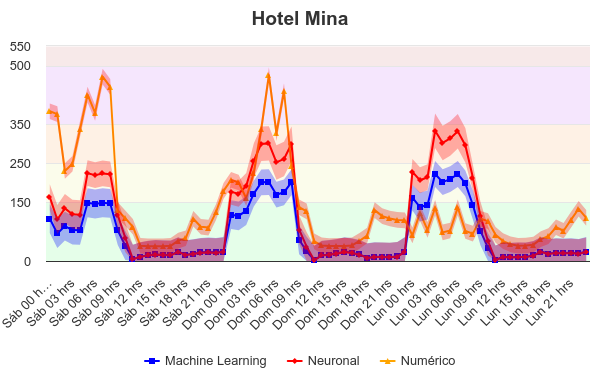 Hotel Mina
550
500
350
250
150
0
Sáb 00 h...
Sáb 03 hrs
Sáb 06 hrs
Sáb 09 hrs
Sáb 12 hrs
Sáb 15 hrs
Sáb 18 hrs
Sáb 21 hrs
Dom 00 hrs
Dom 03 hrs
Dom 06 hrs
Dom 09 hrs
Dom 12 hrs
Dom 15 hrs
Dom 18 hrs
Dom 21 hrs
Lun 00 hrs
Lun 03 hrs
Lun 06 hrs
Lun 09 hrs
Lun 12 hrs
Lun 15 hrs
Lun 18 hrs
Lun 21 hrs
Machine Learning Neuronal Numérico